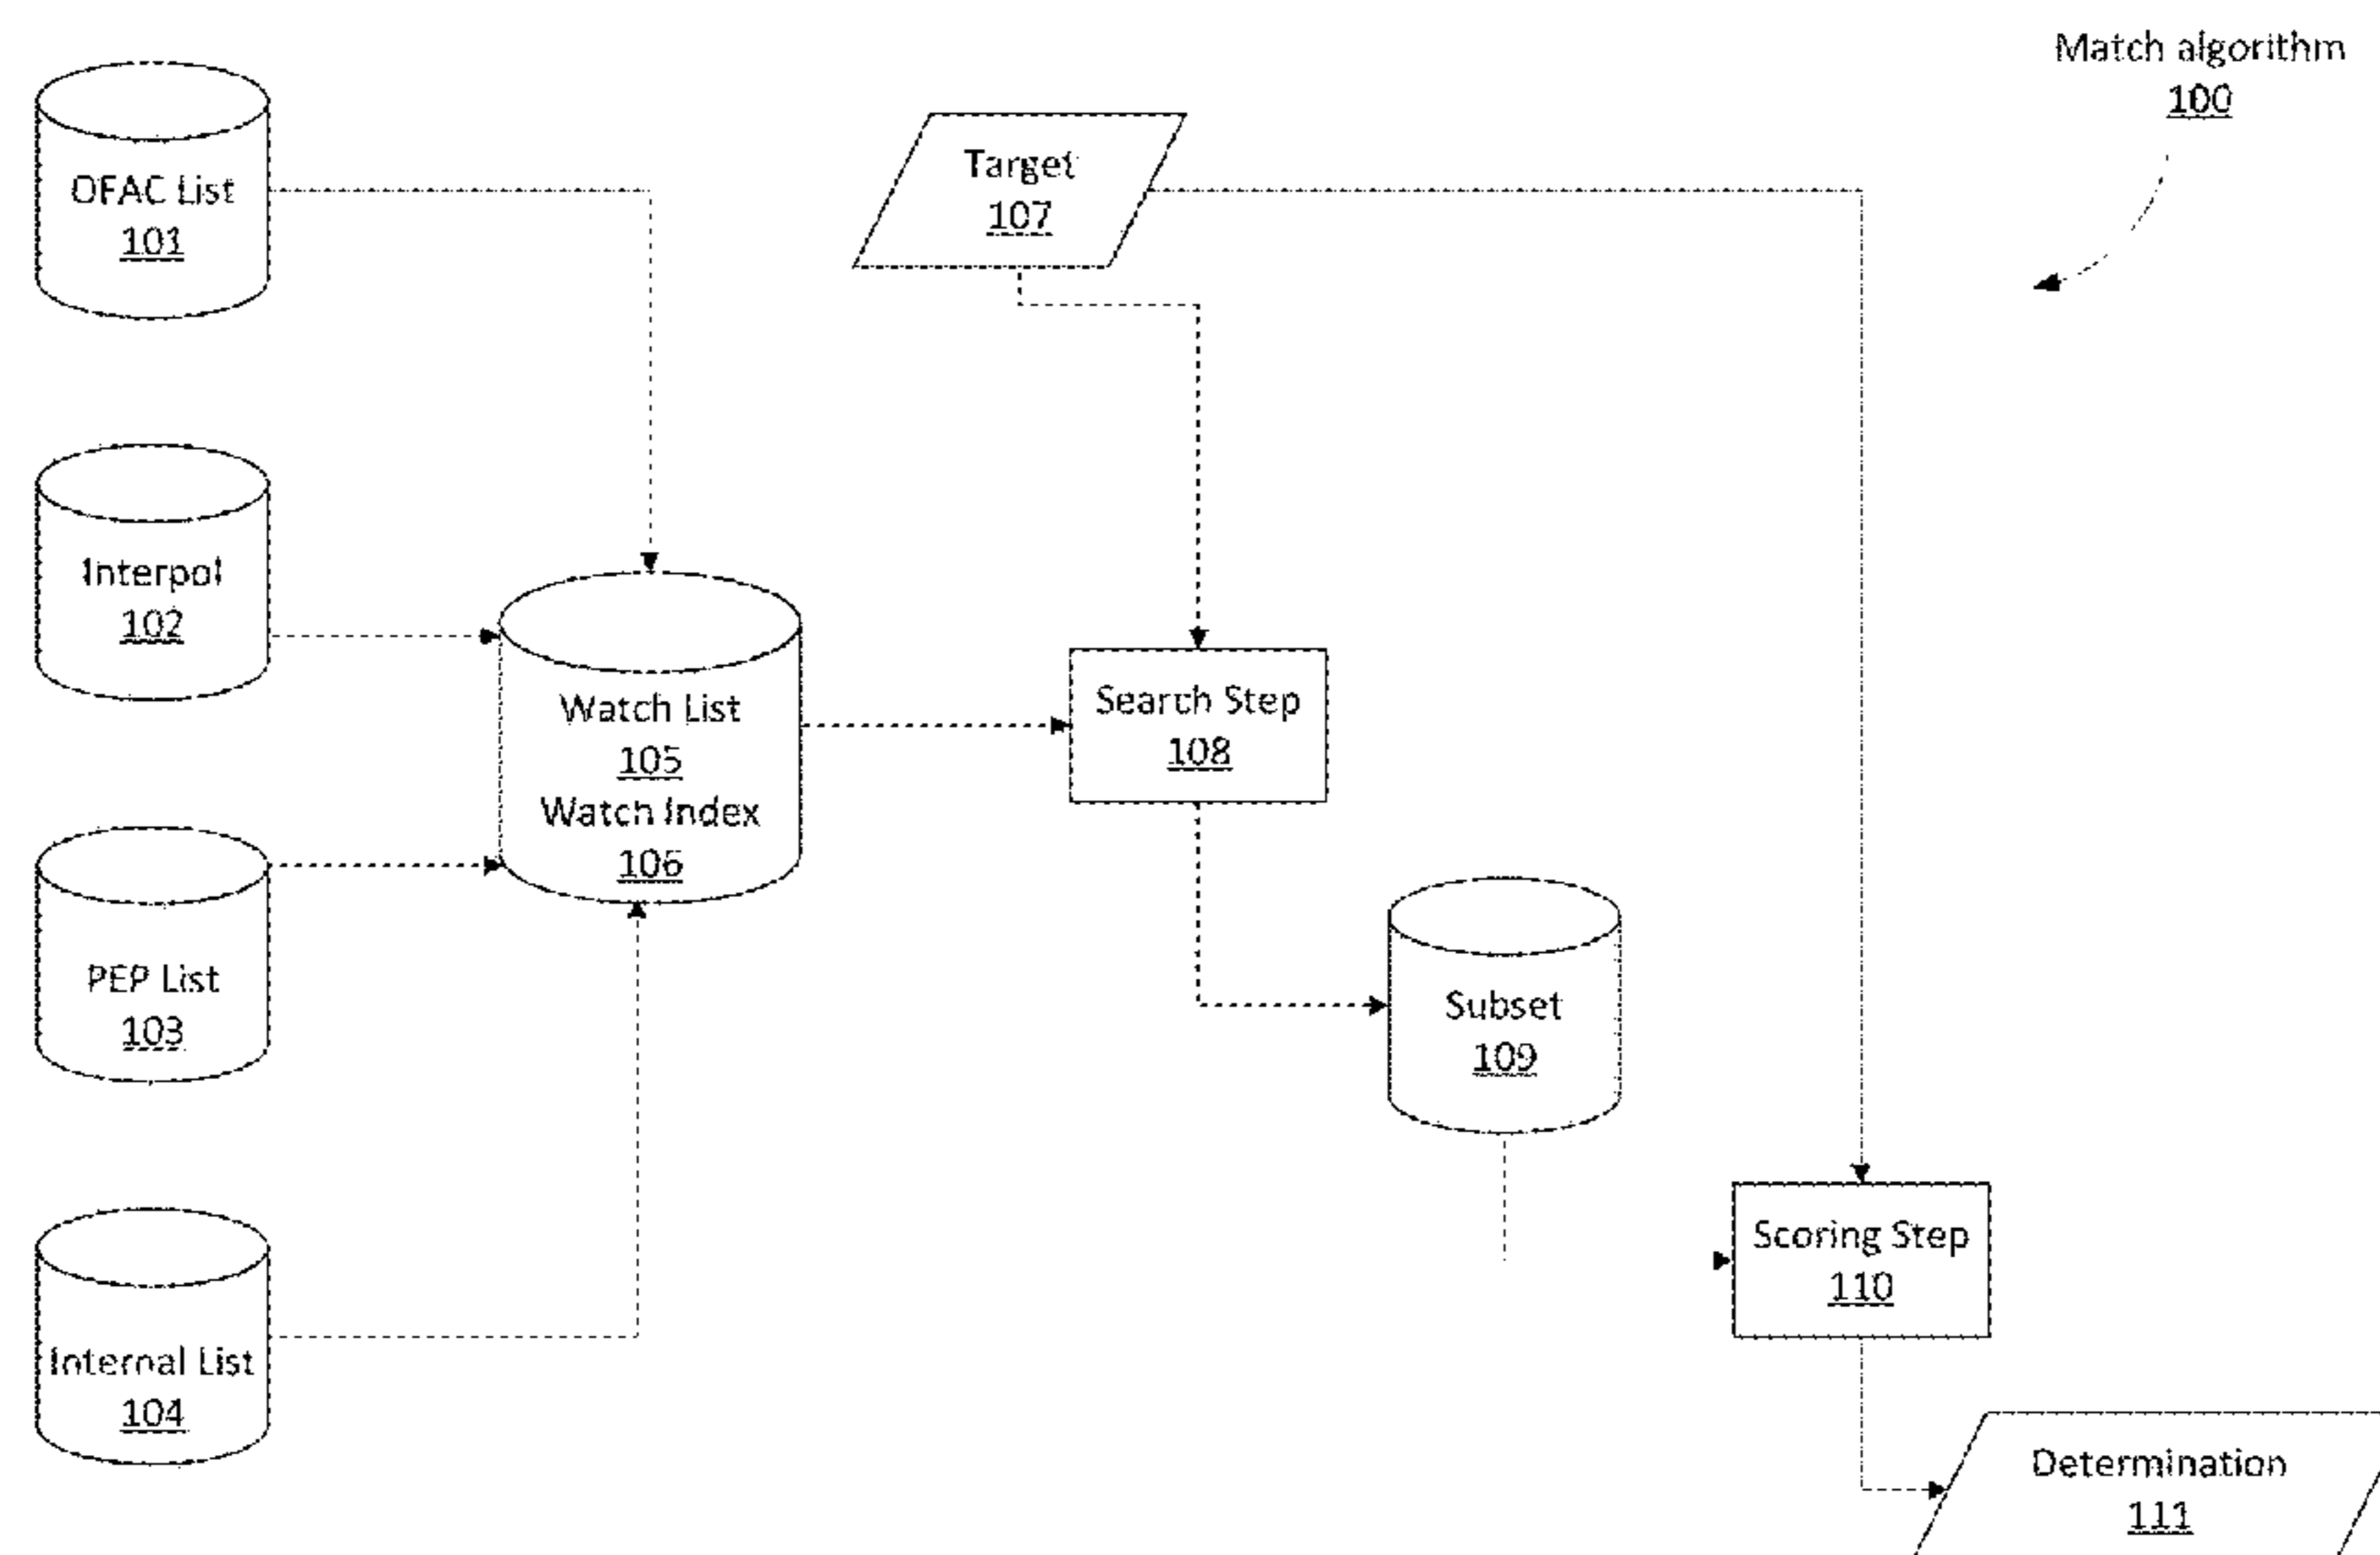 Match algorithm
100
OFAC List
101
Target
107
Interpol
102
Watch List
105
Watch Index
106
Search Step
108
PEP List
103
Subset
109
Scoring Step
110
Internal List
104
Determination
111